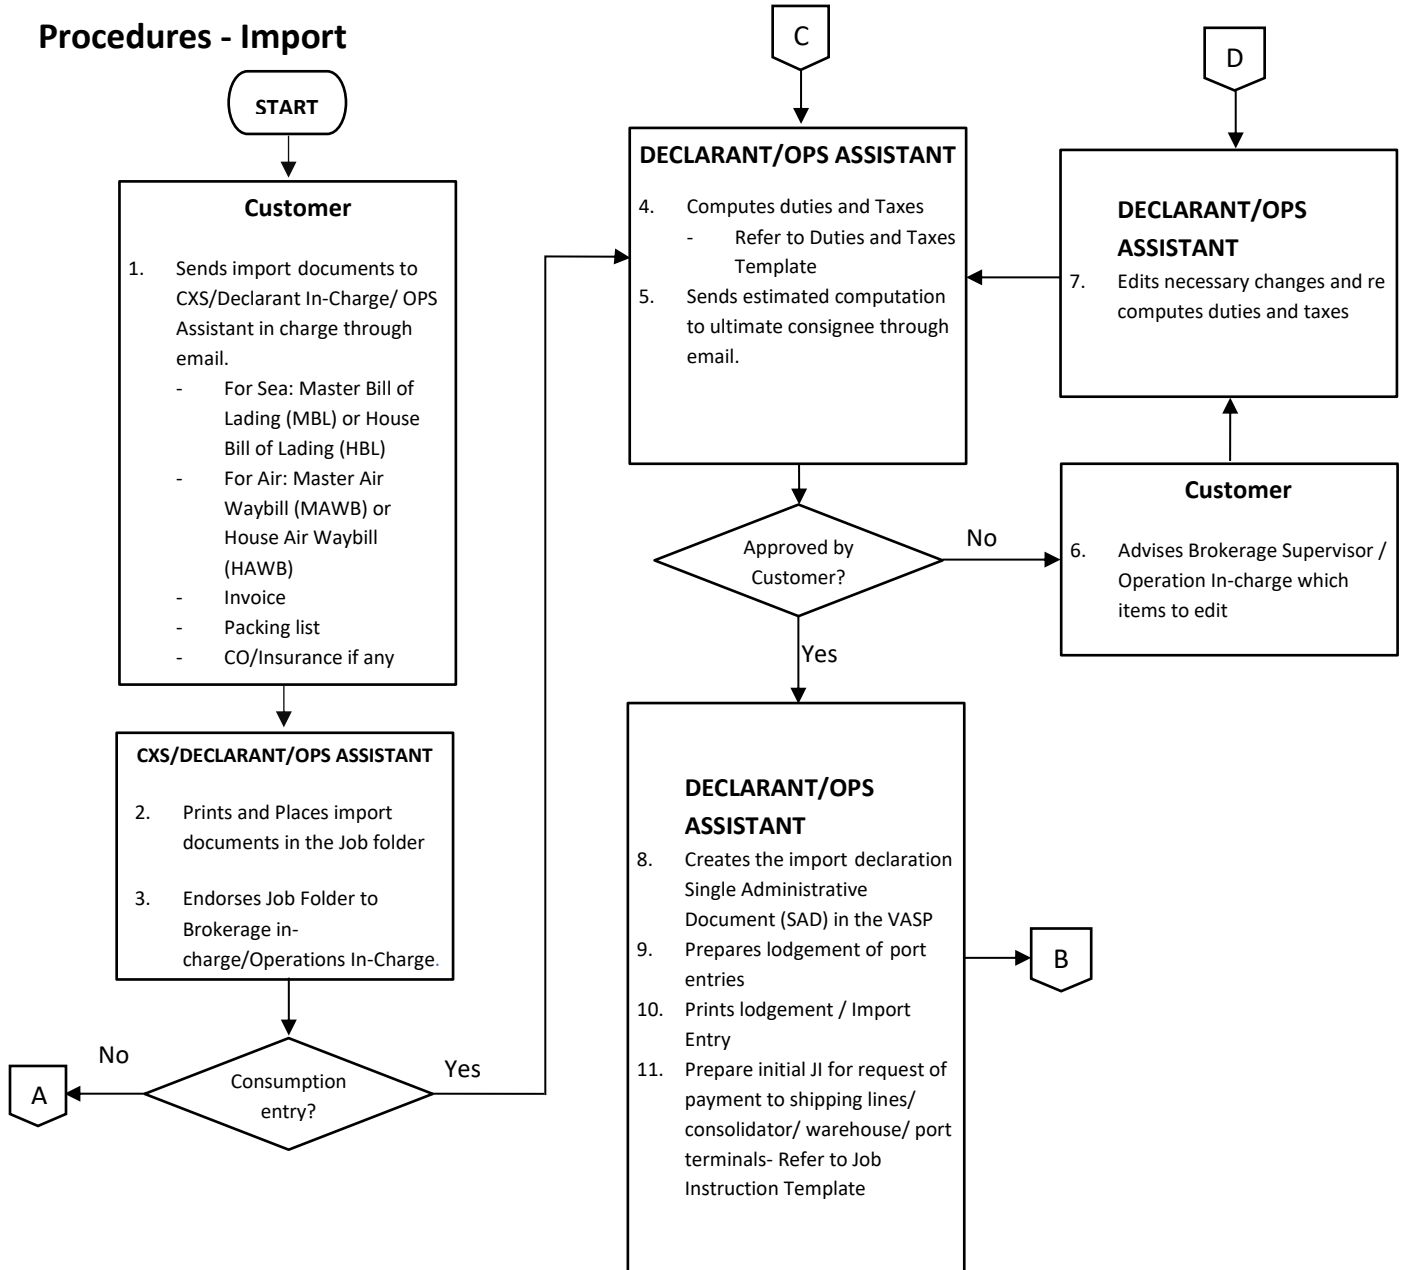 Procedures - Import
START
Customer
1. Sends import documents to
CXS/Declarant In-Charge/ OPS
Assistant in charge through
email.
- For Sea: Master Bill of
Lading (MBL) or House
Bill of Lading (HBL)
- For Air: Master Air
Waybill (MAWB) or
House Air Waybill
(HAWB)
- Invoice
- Packing list
- CO/Insurance if any
CXS/DECLARANT/OPS ASSISTANT
2. Prints and Places import
documents in the Job folder
3. Endorses Job Folder to
Brokerage in-
charge/Operations In-Charge.
Consumption
entry?
No
A
Yes
C
DECLARANT/OPS ASSISTANT
4. Computes duties and Taxes
- Refer to Duties and Taxes
Template
5. Sends estimated computation
to ultimate consignee through
email.
Approved by
Customer?
No
Yes
D
DECLARANT/OPS
ASSISTANT
7. Edits necessary changes and re
computes duties and taxes
Customer
6. Advises Brokerage Supervisor /
Operation In-charge which
items to edit
DECLARANT/OPS
ASSISTANT
8. Creates the import declaration
Single Administrative
Document (SAD) in the VASP
9. Prepares lodgement of port
entries
10. Prints lodgement / Import
Entry
11. Prepare initial JI for request of
payment to shipping lines/
consolidator/ warehouse/ port
terminals- Refer to Job
Instruction Template
B